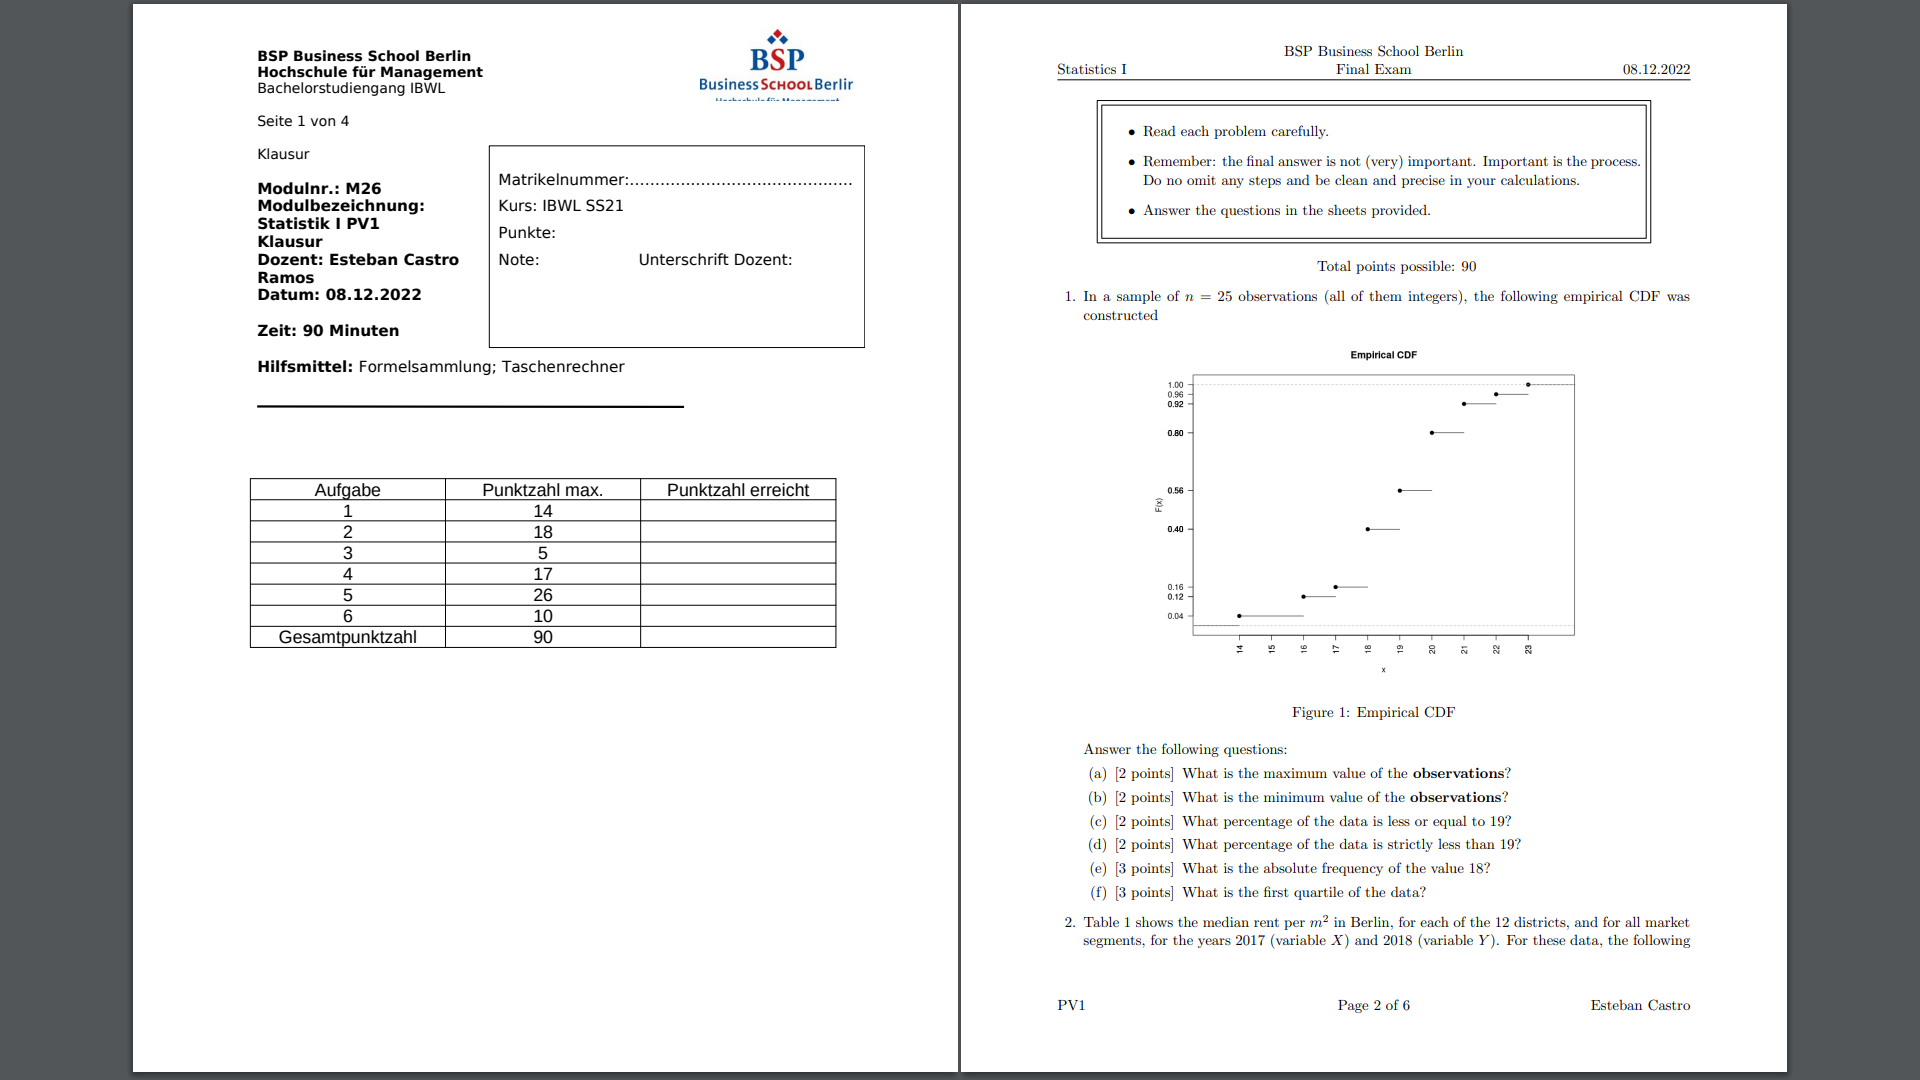 BSP Business School Berlin
Hochschule für Management
Bachelorstudiengang IBWL
BSP
Business SCHOOL Berlin
Hochschule für Management
Seite 1 von 4
Klausur
Modulnr.: M26
Modulbezeichnung:
Statistik I PV1
Klausur
Dozent: Esteban Castro
Ramos
Datum: 08.12.2022
Zeit: 90 Minuten
Matrikelnummer:............................................
Kurs: IBWL SS21
Punkte:
Note: Unterschrift Dozent:
Hilfsmittel: Formelsammlung; Taschenrechner
Aufgabe Punktzahl max. Punktzahl erreicht
1 14
2 18
3 5
4 17
5 26
6 10
Gesamtpunktzahl 90
BSP Business School Berlin
Statistics I Final Exam 08.12.2022
• Read each problem carefully.
• Remember: the final answer is not (very) important. Important is the process.
Do no omit any steps and be clean and precise in your calculations.
• Answer the questions in the sheets provided.
Total points possible: 90
1. In a sample of n = 25 observations (all of them integers), the following empirical CDF was
constructed
Empirical CDF
1.00
0.96
0.92
0.80
0.56
0.40
0.16
0.12
0.04
F(x)
14 15 16 17 18 19 20 21 22 23
x
Figure 1: Empirical CDF
Answer the following questions:
(a) [2 points] What is the maximum value of the observations?
(b) [2 points] What is the minimum value of the observations?
(c) [2 points] What percentage of the data is less or equal to 19?
(d) [2 points] What percentage of the data is strictly less than 19?
(e) [3 points] What is the absolute frequency of the value 18?
(f) [3 points] What is the first quartile of the data?
2. Table 1 shows the median rent per m² in Berlin, for each of the 12 districts, and for all market
segments, for the years 2017 (variable X) and 2018 (variable Y). For these data, the following
PV1 Page 2 of 6 Esteban Castro